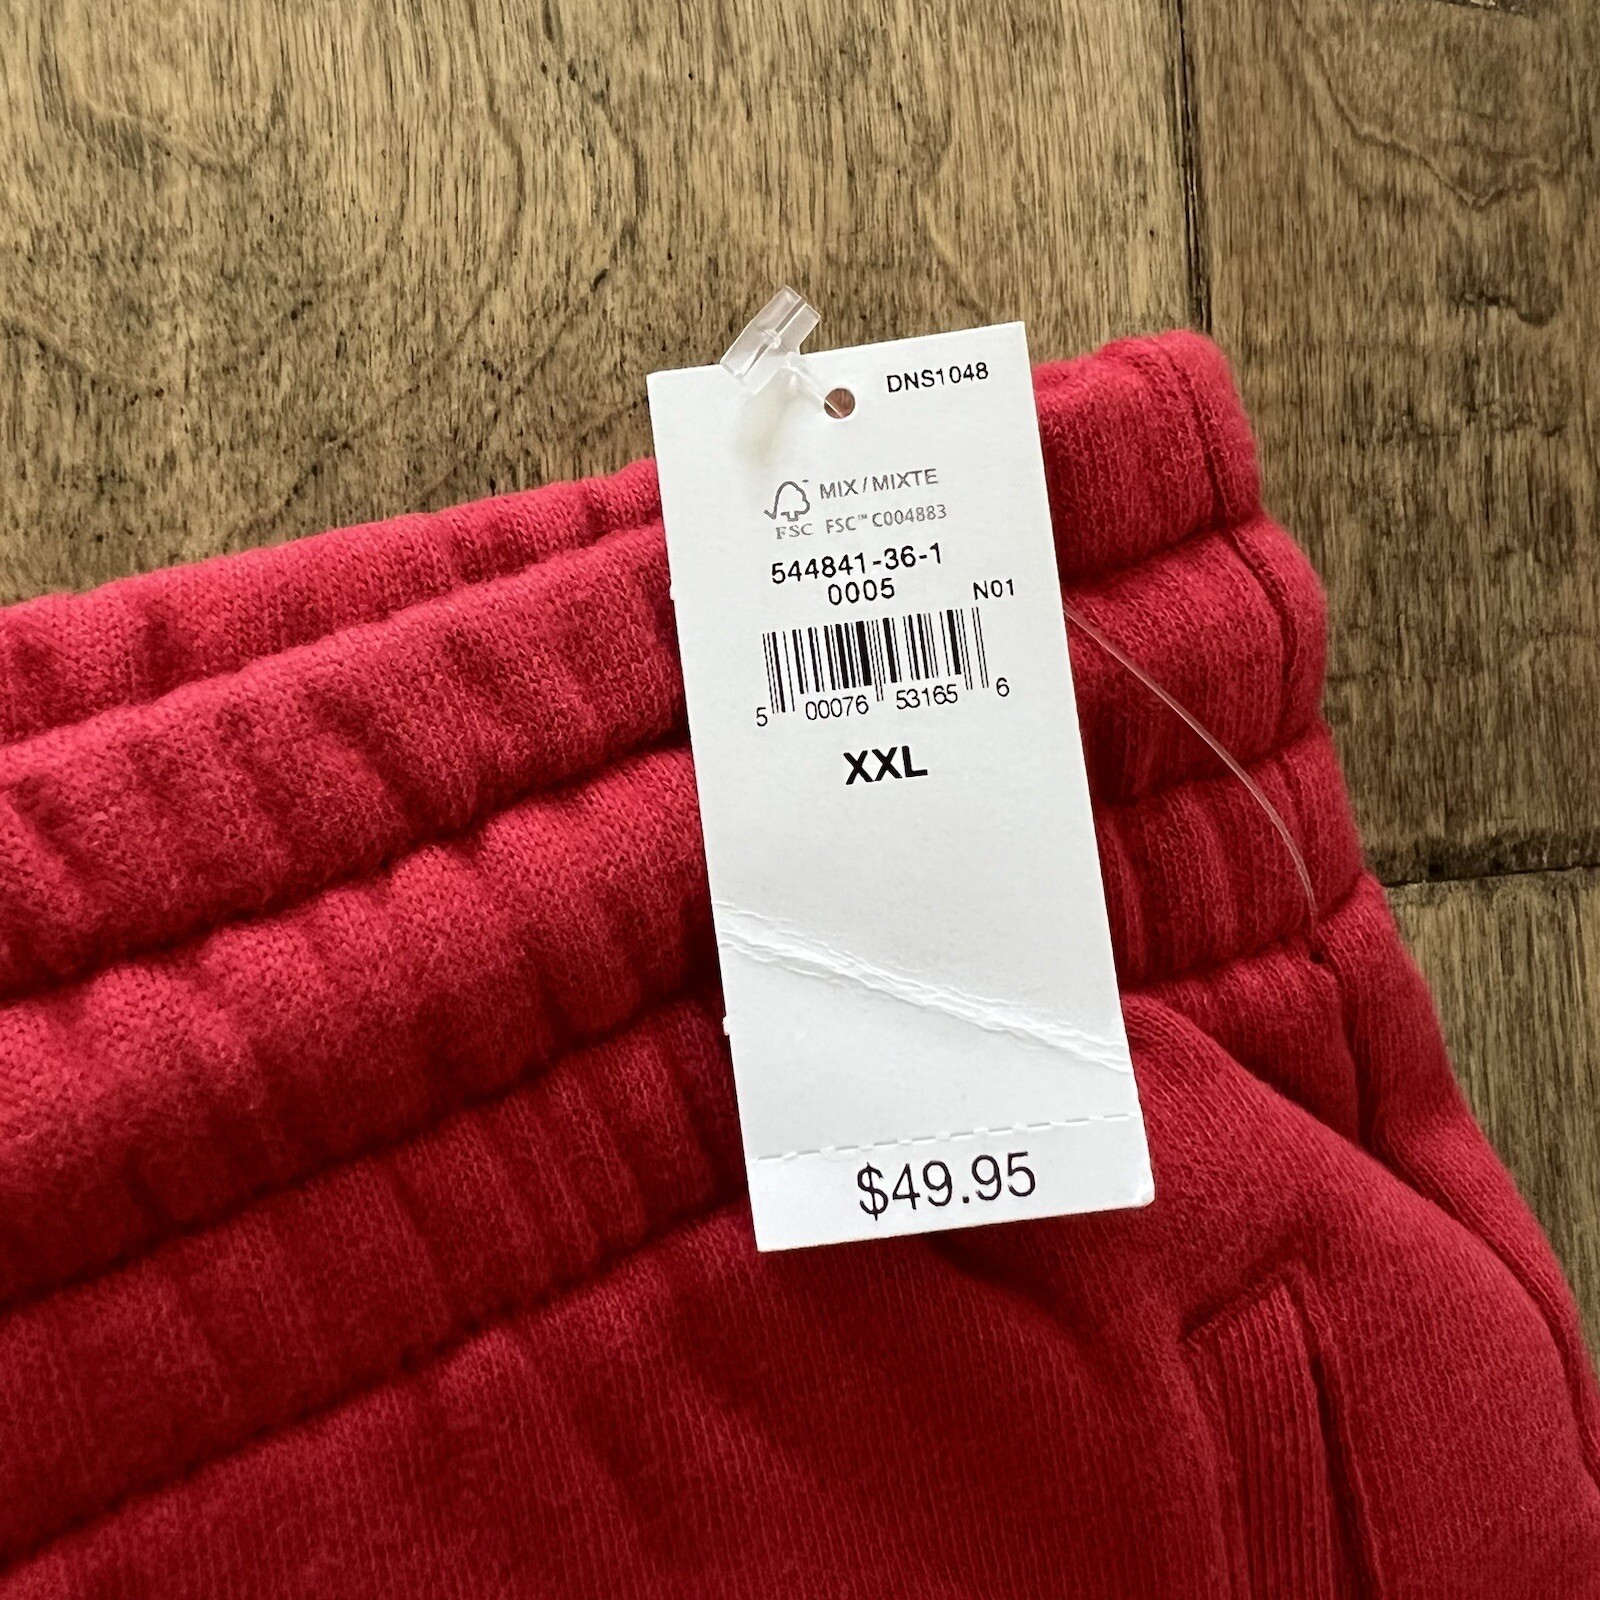 DNS1048
MIX/MIXTE
FSC FSC™ C004883
544841-36-1
0005 N01
5 00076 53165 6
XXL
$49.95